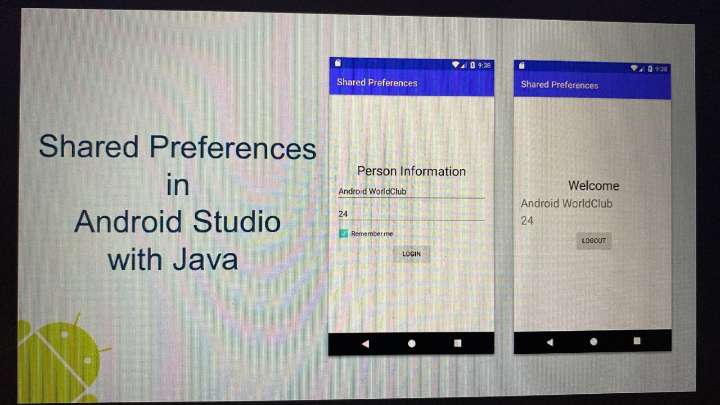 Shared Preferences
in
Android Studio
with Java
9:38
Shared Preferences
Person Information
Android WorldClub
24
Remember me
LOGIN
9:38
Shared Preferences
Welcome
Android WorldClub
24
LOGOUT